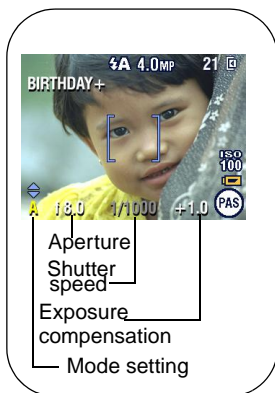 ⚡A 4.0MP 21 E
BIRTHDAY+
ISO
100
A f 8.0 1/1000 +1.0 PAS
Aperture
Shutter
speed
Exposure
compensation
Mode setting